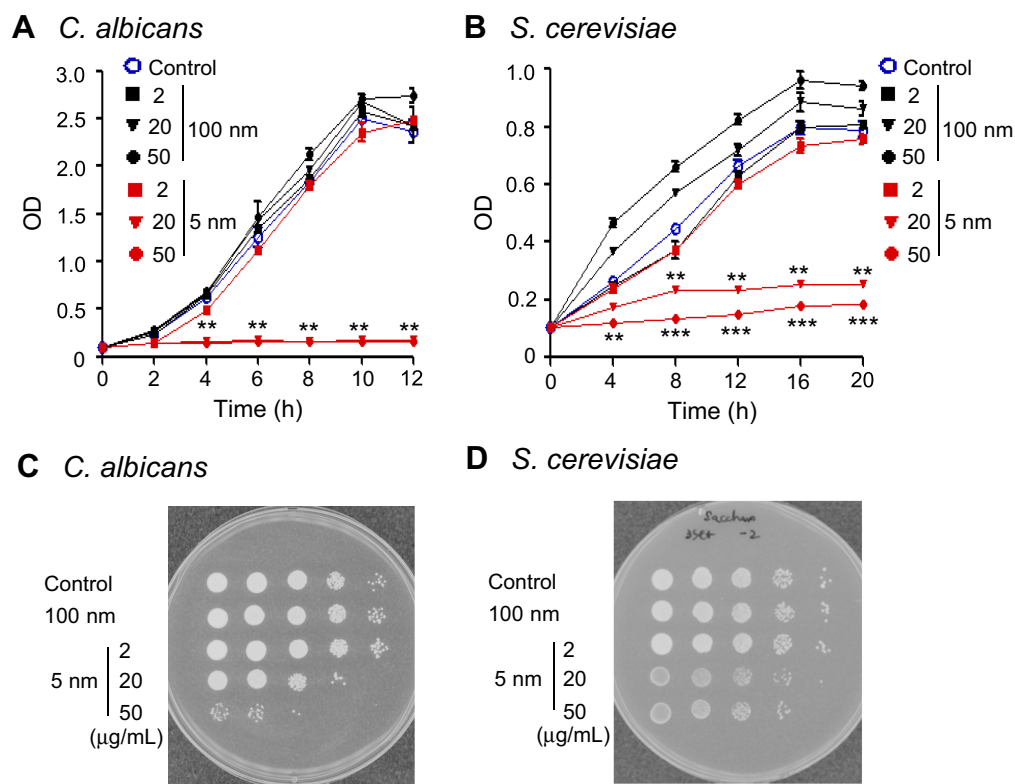 A C. albicans
B S. cerevisiae
3.0
2.5
2.0
1.5
1.0
0.5
0
OD
0 2 4 6 8 10 12
Time (h)
Control
2
20
50
100 nm
2
20
50
5 nm
** ** ** ** **
1.0
0.8
0.6
0.4
0.2
0
OD
0 4 8 12 16 20
Time (h)
Control
2
20
50
100 nm
2
20
50
5 nm
** ** ** **
** *** *** *** ***
C C. albicans
D S. cerevisiae
Control
100 nm
2
5 nm 20
50
(μg/mL)
-2
Control
100 nm
2
5 nm 20
50
(μg/mL)